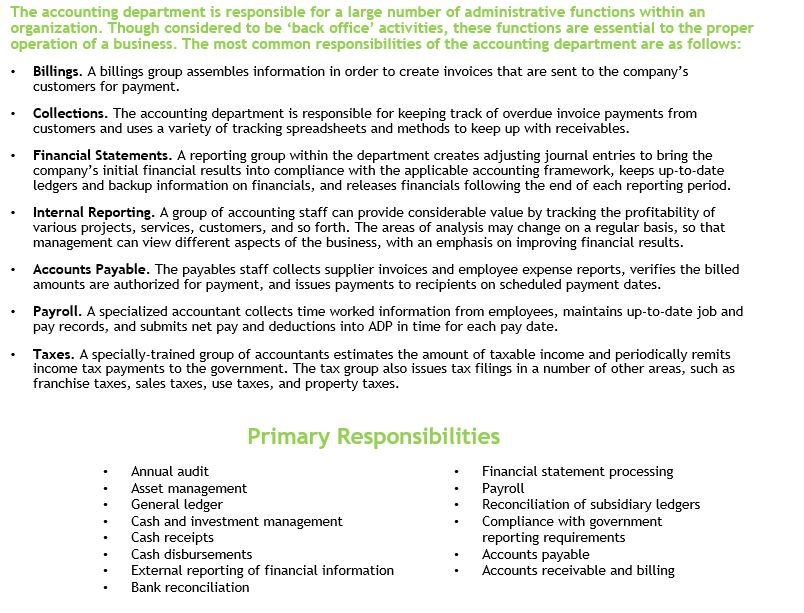 The accounting department is responsible for a large number of administrative functions within an
organization. Though considered to be ‘back office’ activities, these functions are essential to the proper
operation of a business. The most common responsibilities of the accounting department are as follows:
• Billings. A billings group assembles information in order to create invoices that are sent to the company’s
customers for payment.
• Collections. The accounting department is responsible for keeping track of overdue invoice payments from
customers and uses a variety of tracking spreadsheets and methods to keep up with receivables.
• Financial Statements. A reporting group within the department creates adjusting journal entries to bring the
company’s initial financial results into compliance with the applicable accounting framework, keeps up-to-date
ledgers and backup information on financials, and releases financials following the end of each reporting period.
• Internal Reporting. A group of accounting staff can provide considerable value by tracking the profitability of
various projects, services, customers, and so forth. The areas of analysis may change on a regular basis, so that
management can view different aspects of the business, with an emphasis on improving financial results.
• Accounts Payable. The payables staff collects supplier invoices and employee expense reports, verifies the billed
amounts are authorized for payment, and issues payments to recipients on scheduled payment dates.
• Payroll. A specialized accountant collects time worked information from employees, maintains up-to-date job and
pay records, and submits net pay and deductions into ADP in time for each pay date.
• Taxes. A specially-trained group of accountants estimates the amount of taxable income and periodically remits
income tax payments to the government. The tax group also issues tax filings in a number of other areas, such as
franchise taxes, sales taxes, use taxes, and property taxes.
Primary Responsibilities
• Annual audit
• Asset management
• General ledger
• Cash and investment management
• Cash receipts
• Cash disbursements
• External reporting of financial information
• Bank reconciliation
• Financial statement processing
• Payroll
• Reconciliation of subsidiary ledgers
• Compliance with government
reporting requirements
• Accounts payable
• Accounts receivable and billing